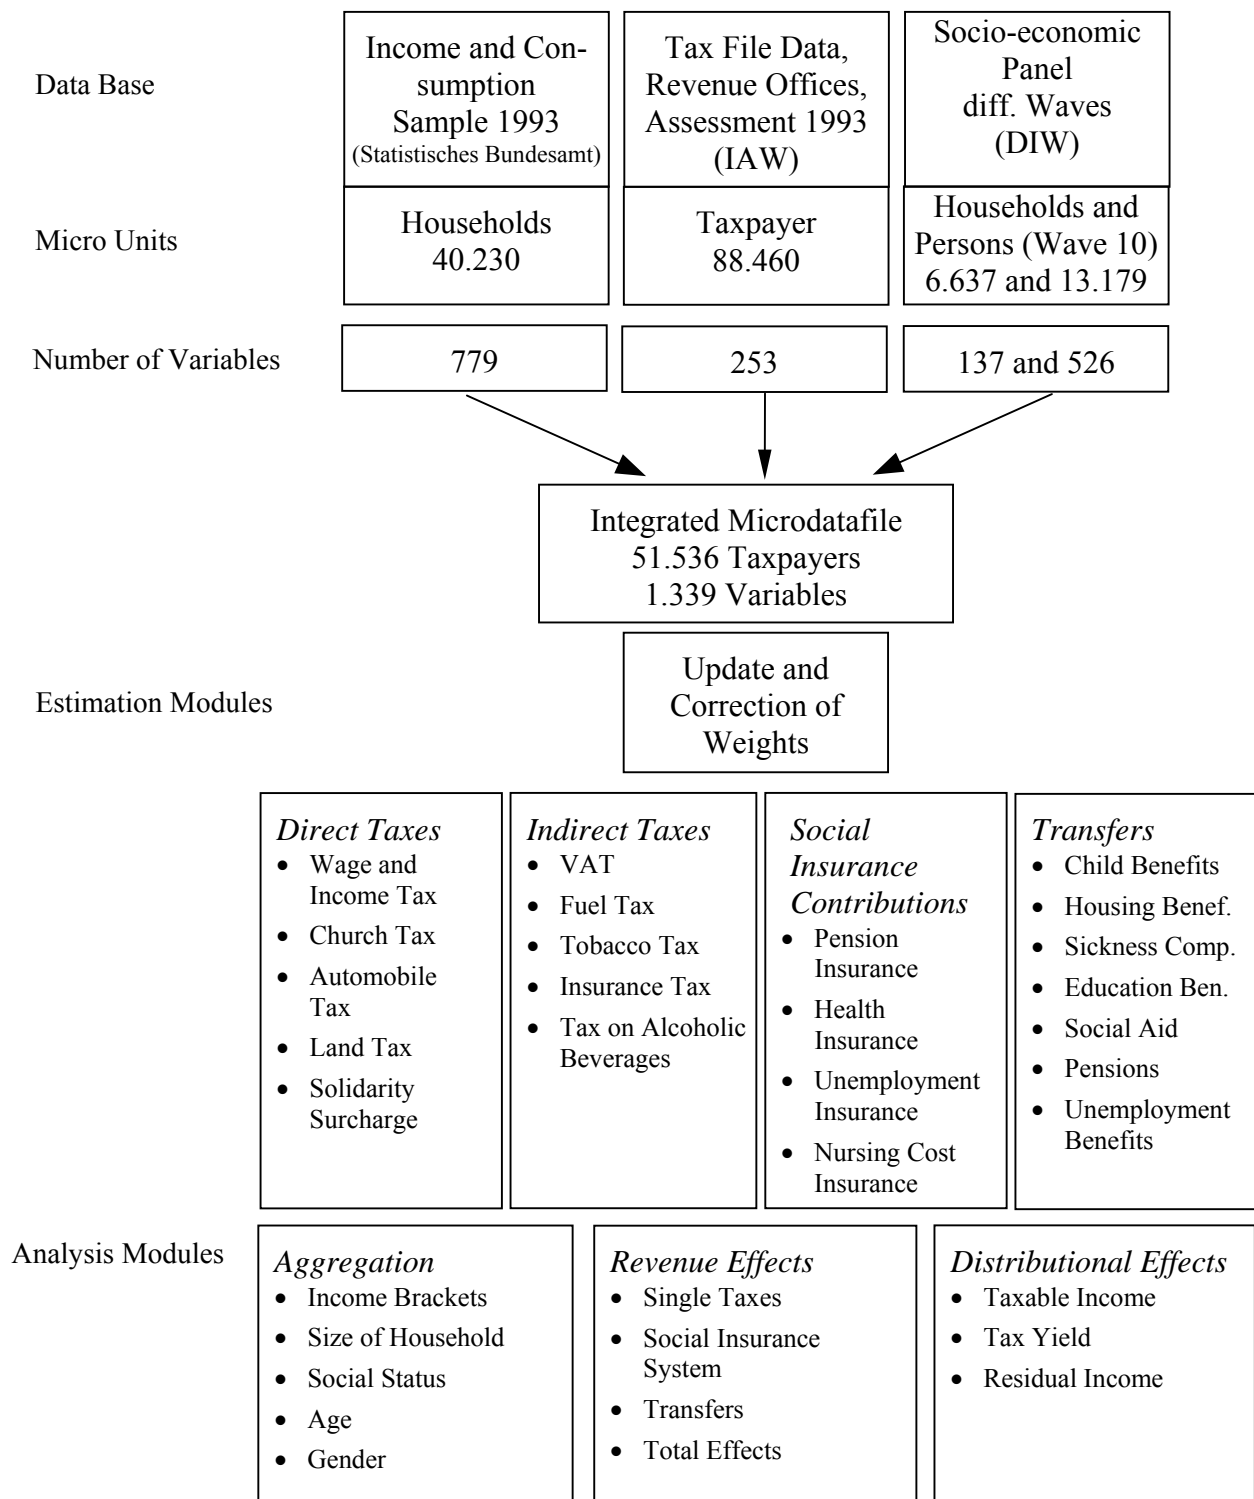 Data Base
Income and Con-
sumption
Sample 1993
(Statistisches Bundesamt)
Tax File Data,
Revenue Offices,
Assessment 1993
(IAW)
Socio-economic
Panel
diff. Waves
(DIW)
Micro Units
Households
40.230
Taxpayer
88.460
Households and
Persons (Wave 10)
6.637 and 13.179
Number of Variables
779
253
137 and 526
Integrated Microdatafile
51.536 Taxpayers
1.339 Variables
Estimation Modules
Update and
Correction of
Weights
Direct Taxes
• Wage and
Income Tax
• Church Tax
• Automobile
Tax
• Land Tax
• Solidarity
Surcharge
Indirect Taxes
• VAT
• Fuel Tax
• Tobacco Tax
• Insurance Tax
• Tax on Alcoholic
Beverages
Social
Insurance
Contributions
• Pension
Insurance
• Health
Insurance
• Unemployment
Insurance
• Nursing Cost
Insurance
Transfers
• Child Benefits
• Housing Benef.
• Sickness Comp.
• Education Ben.
• Social Aid
• Pensions
• Unemployment
Benefits
Analysis Modules
Aggregation
• Income Brackets
• Size of Household
• Social Status
• Age
• Gender
Revenue Effects
• Single Taxes
• Social Insurance
System
• Transfers
• Total Effects
Distributional Effects
• Taxable Income
• Tax Yield
• Residual Income